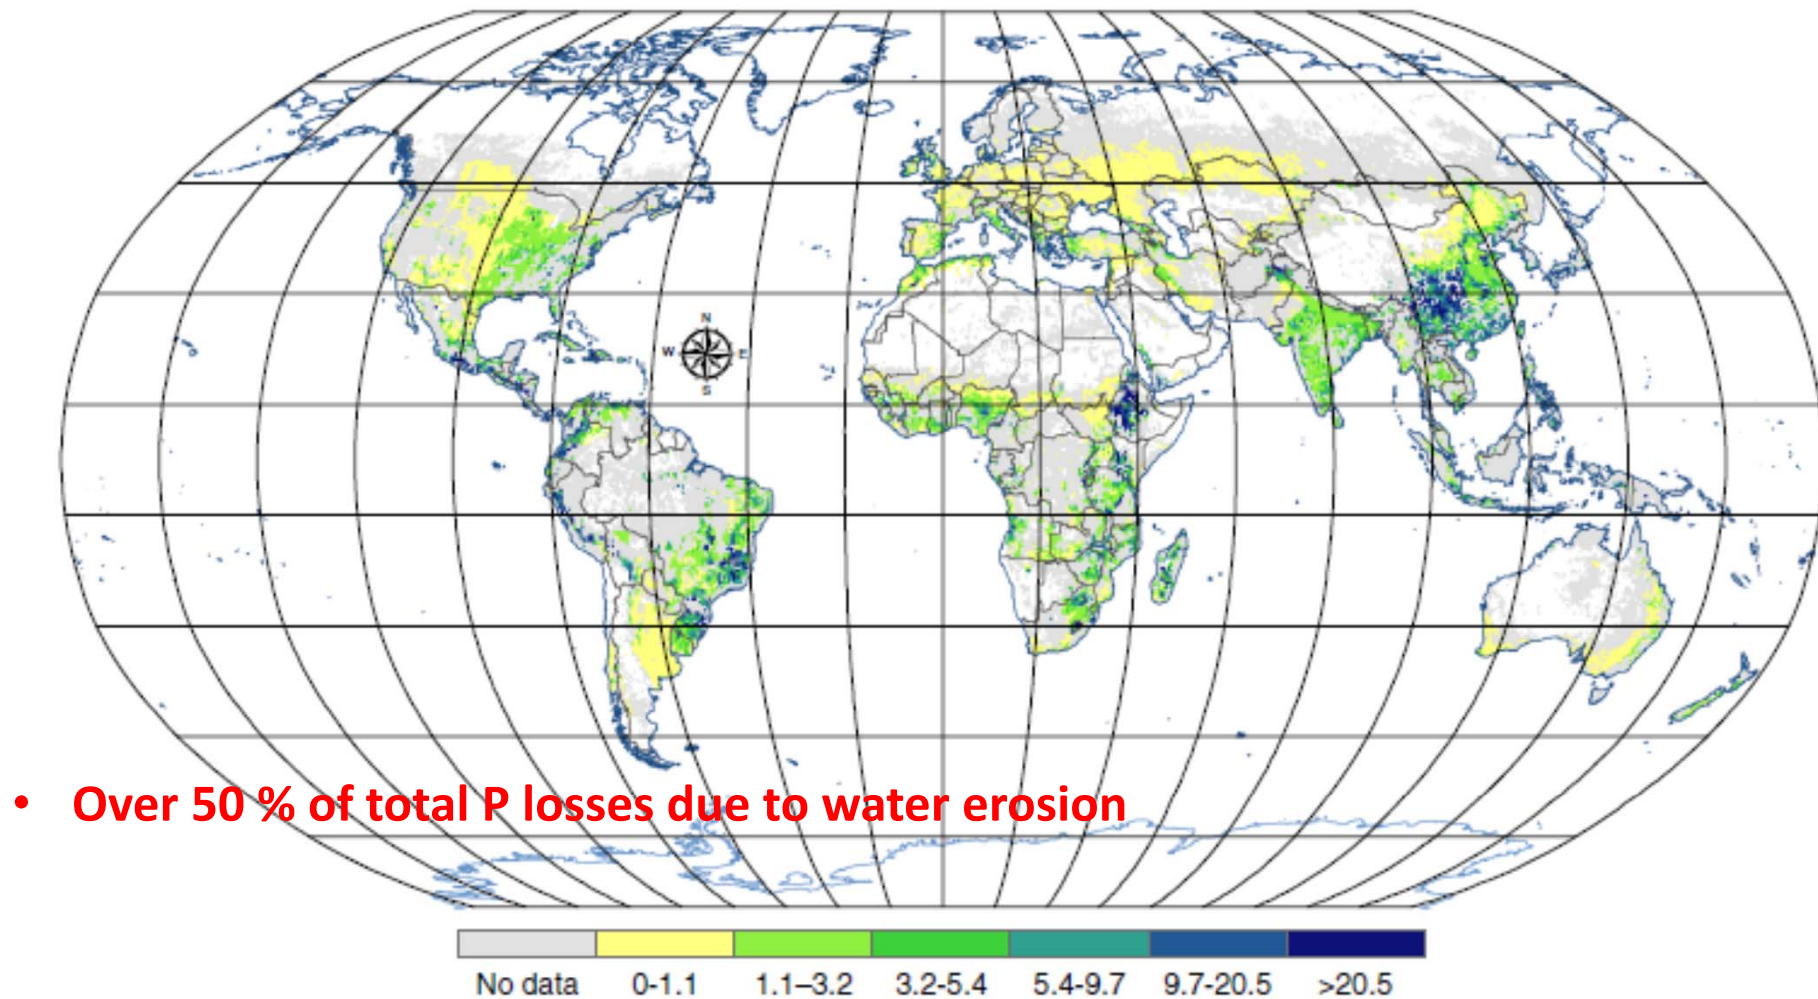 N
W E
S
• Over 50 % of total P losses due to water erosion
No data 0-1.1 1.1–3.2 3.2-5.4 5.4-9.7 9.7-20.5 >20.5